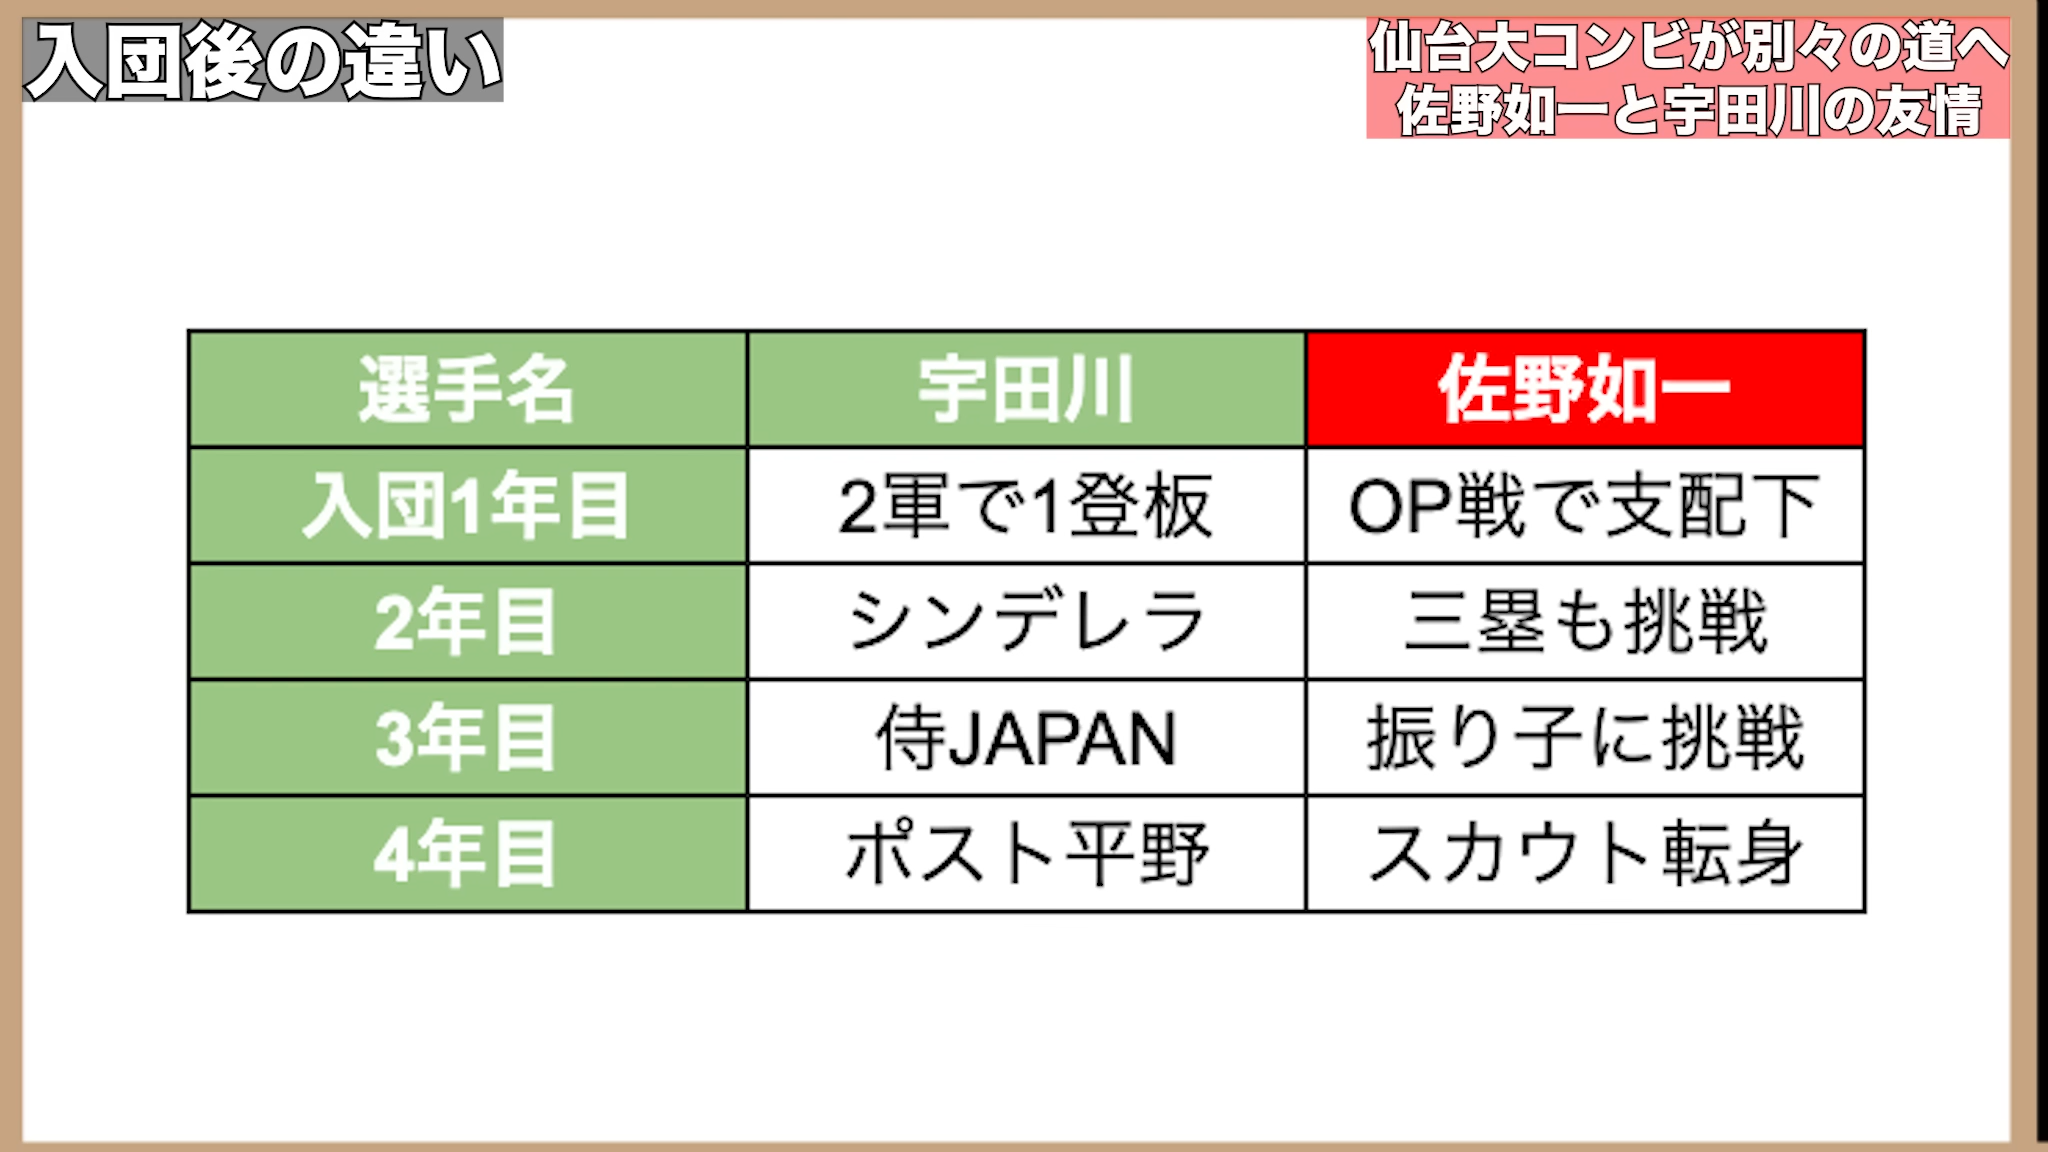 入団後の違い
仙台大コンビが別々の道へ
佐野如一と宇田川の友情
選手名 宇田川 佐野如一
入団1年目 2軍で1登板 OP戦で支配下
2年目 シンデレラ 三塁も挑戦
3年目 侍JAPAN 振り子に挑戦
4年目 ポスト平野 スカウト転身